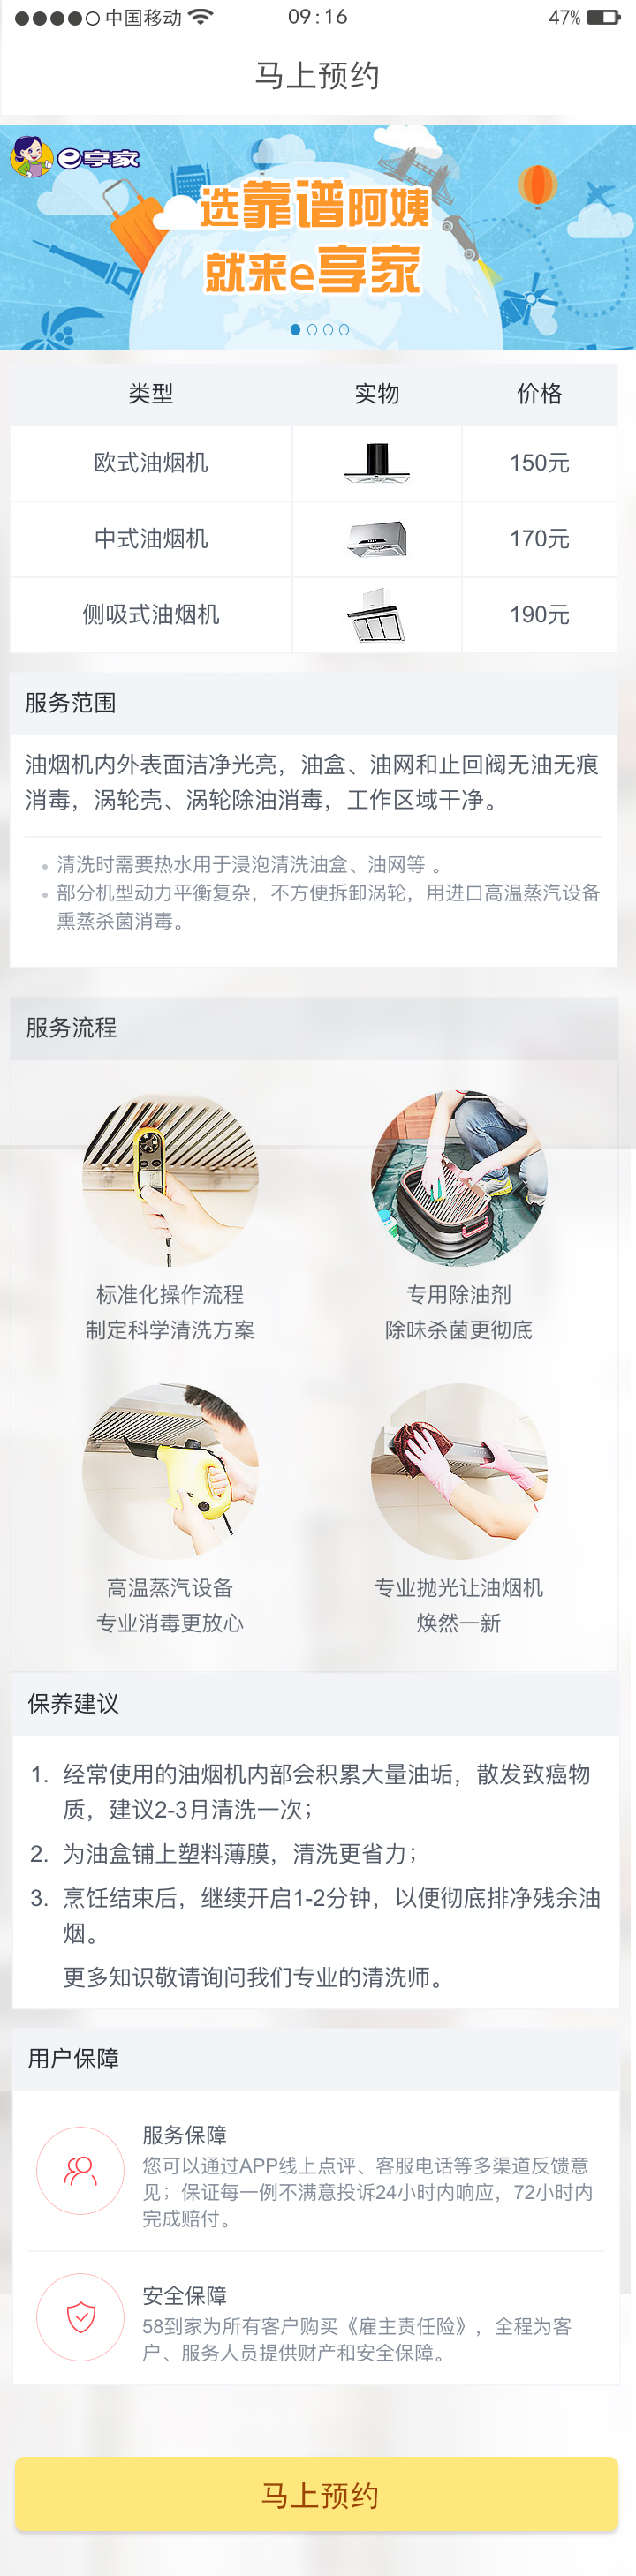 中国移动
09:16
47%
马上预约
e享家
选靠谱阿姨
就来e享家
类型 实物 价格
欧式油烟机 150元
中式油烟机 170元
侧吸式油烟机 190元
服务范围
油烟机内外表面洁净光亮，油盒、油网和止回阀无油无痕
消毒，涡轮壳、涡轮除油消毒，工作区域干净。
清洗时需要热水用于浸泡清洗油盒、油网等 。
部分机型动力平衡复杂，不方便拆卸涡轮，用进口高温蒸汽设备
熏蒸杀菌消毒。
服务流程
标准化操作流程
制定科学清洗方案
专用除油剂
除味杀菌更彻底
高温蒸汽设备
专业消毒更放心
专业抛光让油烟机
焕然一新
保养建议
1. 经常使用的油烟机内部会积累大量油垢，散发致癌物
质，建议2-3月清洗一次；
2. 为油盒铺上塑料薄膜，清洗更省力；
3. 烹饪结束后，继续开启1-2分钟，以便彻底排净残余油
烟。
更多知识敬请询问我们专业的清洗师。
用户保障
服务保障
您可以通过APP线上点评、客服电话等多渠道反馈意
见；保证每一例不满意投诉24小时内响应，72小时内
完成赔付。
安全保障
58到家为所有客户购买《雇主责任险》，全程为客
户、服务人员提供财产和安全保障。
马上预约